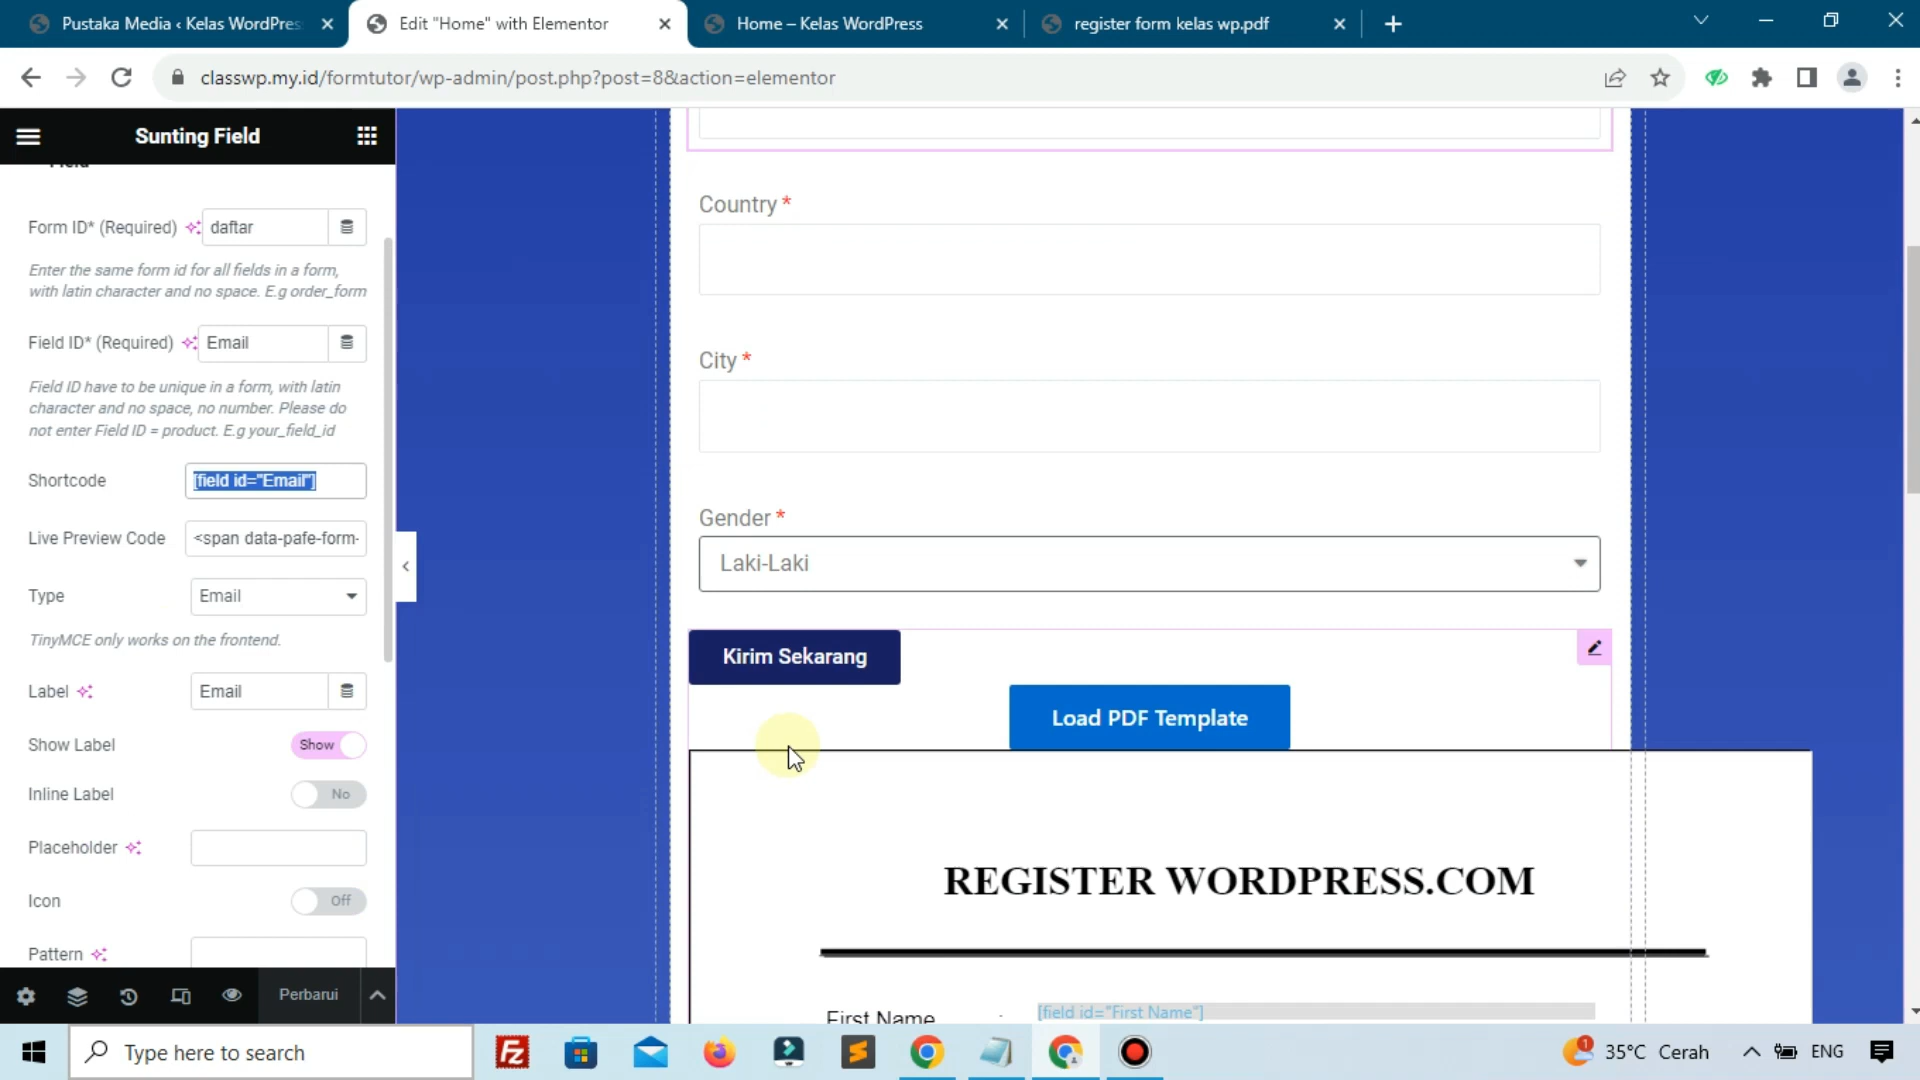 Pustaka Media ‹ Kelas WordPres
Edit "Home" with Elementor
Home – Kelas WordPress
register form kelas wp.pdf
classwp.my.id/formtutor/wp-admin/post.php?post=8&action=elementor
Sunting Field
Field
Form ID* (Required)
daftar
Enter the same form id for all fields in a form,
with latin character and no space. E.g order_form
Field ID* (Required)
Email
Field ID have to be unique in a form, with latin
character and no space, no number. Please do
not enter Field ID = product. E.g your_field_id
Shortcode
[field id="Email"]
Live Preview Code
<span data-pafe-form-
Type
Email
TinyMCE only works on the frontend.
Label
Email
Show Label
Show
Inline Label
No
Placeholder
Icon
Off
Pattern
Perbarui
Country *
City *
Gender *
Laki-Laki
Kirim Sekarang
Load PDF Template
REGISTER WORDPRESS.COM
First Name
[field id="First Name"]
Type here to search
1
35°C Cerah
ENG